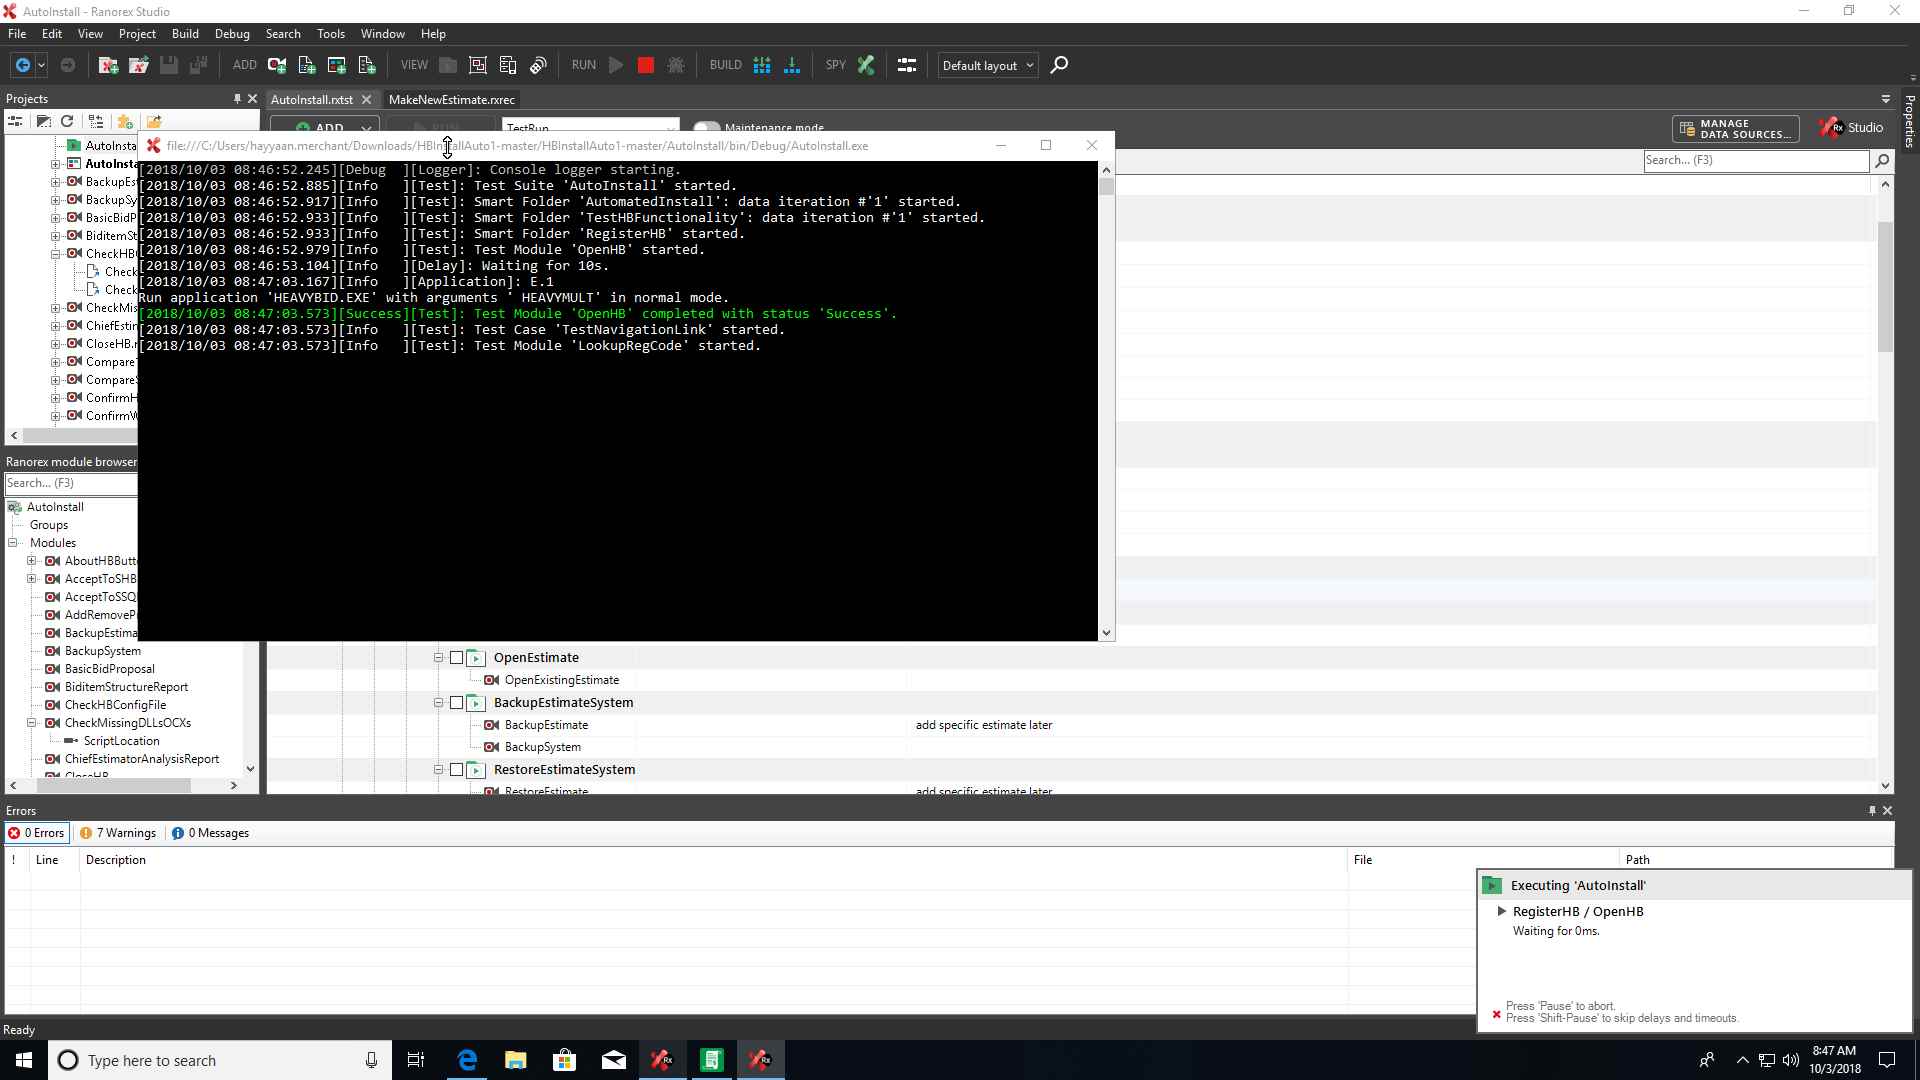 AutoInstall - Ranorex Studio
File Edit View Project Build Debug Search Tools Window Help
ADD VIEW RUN BUILD SPY Default layout
Projects
AutoInstall.rxtst MakeNewEstimate.rxrec
Properties
ADD
TestRun
Maintenance mode
MANAGE
DATA SOURCES...
Rx Studio
file:///C:/Users/hayyaan.merchant/Downloads/HBInstallAuto1-master/HBInstallAuto1-master/AutoInstall/bin/Debug/AutoInstall.exe
Search... (F3)
[2018/10/03 08:46:52.245][Debug  ][Logger]: Console logger starting.
[2018/10/03 08:46:52.885][Info   ][Test]: Test Suite 'AutoInstall' started.
[2018/10/03 08:46:52.917][Info   ][Test]: Smart Folder 'AutomatedInstall': data iteration #'1' started.
[2018/10/03 08:46:52.933][Info   ][Test]: Smart Folder 'TestHBFunctionality': data iteration #'1' started.
[2018/10/03 08:46:52.933][Info   ][Test]: Smart Folder 'RegisterHB' started.
[2018/10/03 08:46:52.979][Info   ][Test]: Test Module 'OpenHB' started.
[2018/10/03 08:46:53.104][Info   ][Delay]: Waiting for 10s.
[2018/10/03 08:47:03.167][Info   ][Application]: E.1
Run application 'HEAVYBID.EXE' with arguments ' HEAVYMULT' in normal mode.
[2018/10/03 08:47:03.573][Success][Test]: Test Module 'OpenHB' completed with status 'Success'.
[2018/10/03 08:47:03.573][Info   ][Test]: Test Case 'TestNavigationLink' started.
[2018/10/03 08:47:03.573][Info   ][Test]: Test Module 'LookupRegCode' started.
AutoInsta
AutoInsta
BackupEst
BackupSy
BasicBidP
BiditemSt
CheckHB
Check
Check
CheckMis
ChiefEstin
CloseHB.r
Compare
Compare
ConfirmH
ConfirmV
Ranorex module browser
Search... (F3)
AutoInstall
Groups
Modules
AboutHBButt
AcceptToSHB
AcceptToSSQ
AddRemoveP
BackupEstima
BackupSystem
BasicBidProposal
BiditemStructureReport
CheckHBConfigFile
CheckMissingDLLsOCXs
ScriptLocation
ChiefEstimatorAnalysisReport
CloseHB
OpenEstimate
OpenExistingEstimate
BackupEstimateSystem
BackupEstimate add specific estimate later
BackupSystem
RestoreEstimateSystem
RestoreEstimate add specific estimate later
Errors
0 Errors 7 Warnings 0 Messages
! Line Description File Path
Executing 'AutoInstall'
RegisterHB / OpenHB
Waiting for 0ms.
Press 'Pause' to abort.
Press 'Shift-Pause' to skip delays and timeouts.
Ready
Type here to search
8:47 AM
10/3/2018